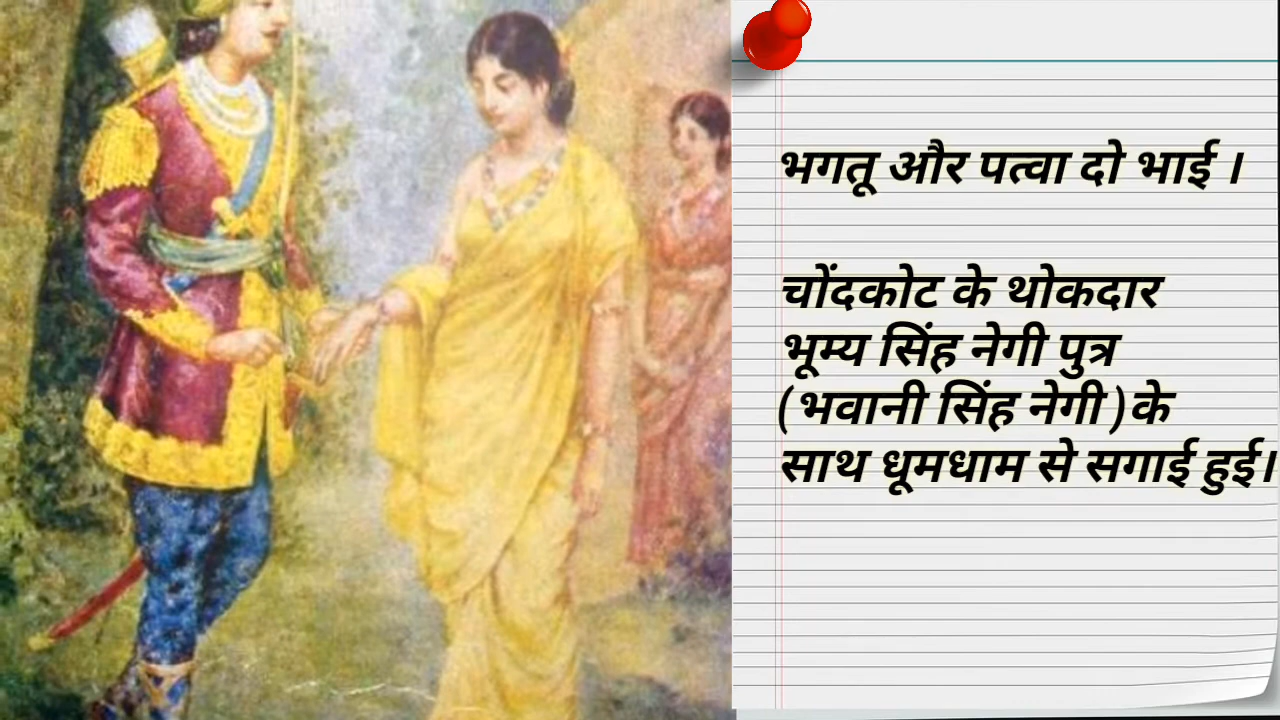 भगतू और पत्वा दो भाई ।
चोंदकोट के थोकदार
भूम्य सिंह नेगी पुत्र
(भवानी सिंह नेगी)के
साथ धूमधाम से सगाई हुई।